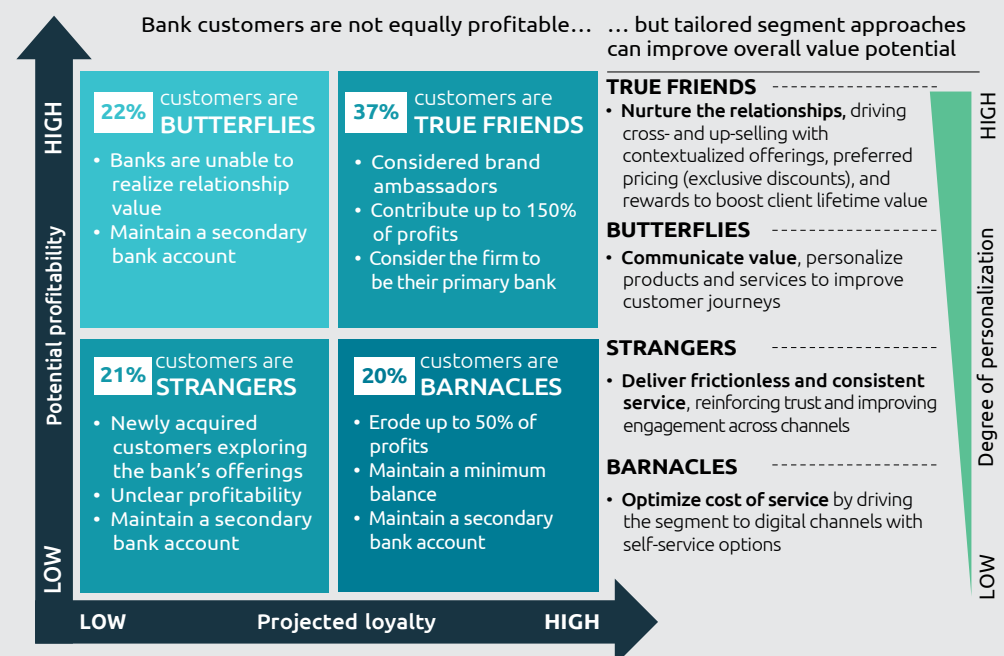 Bank customers are not equally profitable…
… but tailored segment approaches
can improve overall value potential
HIGH
Potential profitability
LOW
22% customers are
BUTTERFLIES
• Banks are unable to
realize relationship
value
• Maintain a secondary
bank account
37% customers are
TRUE FRIENDS
• Considered brand
ambassadors
• Contribute up to 150%
of profits
• Consider the firm to
be their primary bank
21% customers are
STRANGERS
• Newly acquired
customers exploring
the bank's offerings
• Unclear profitability
• Maintain a secondary
bank account
20% customers are
BARNACLES
• Erode up to 50% of
profits
• Maintain a minimum
balance
• Maintain a secondary
bank account
LOW
Projected loyalty
HIGH
TRUE FRIENDS
• Nurture the relationships, driving
cross- and up-selling with
contextualized offerings, preferred
pricing (exclusive discounts), and
rewards to boost client lifetime value
BUTTERFLIES
• Communicate value, personalize
products and services to improve
customer journeys
STRANGERS
• Deliver frictionless and consistent
service, reinforcing trust and improving
engagement across channels
BARNACLES
• Optimize cost of service by driving
the segment to digital channels with
self-service options
HIGH
Degree of personalization
LOW